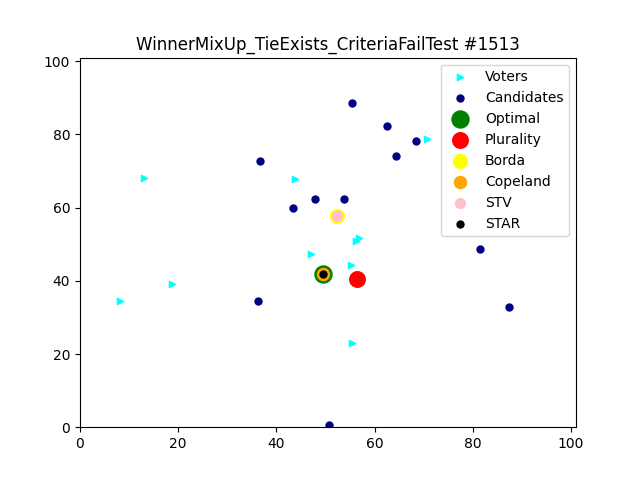 WinnerMixUp_TieExists_CriteriaFailTest #1513
100
80
60
40
20
0
0
20
40
60
80
100
Voters
Candidates
Optimal
Plurality
Borda
Copeland
STV
STAR